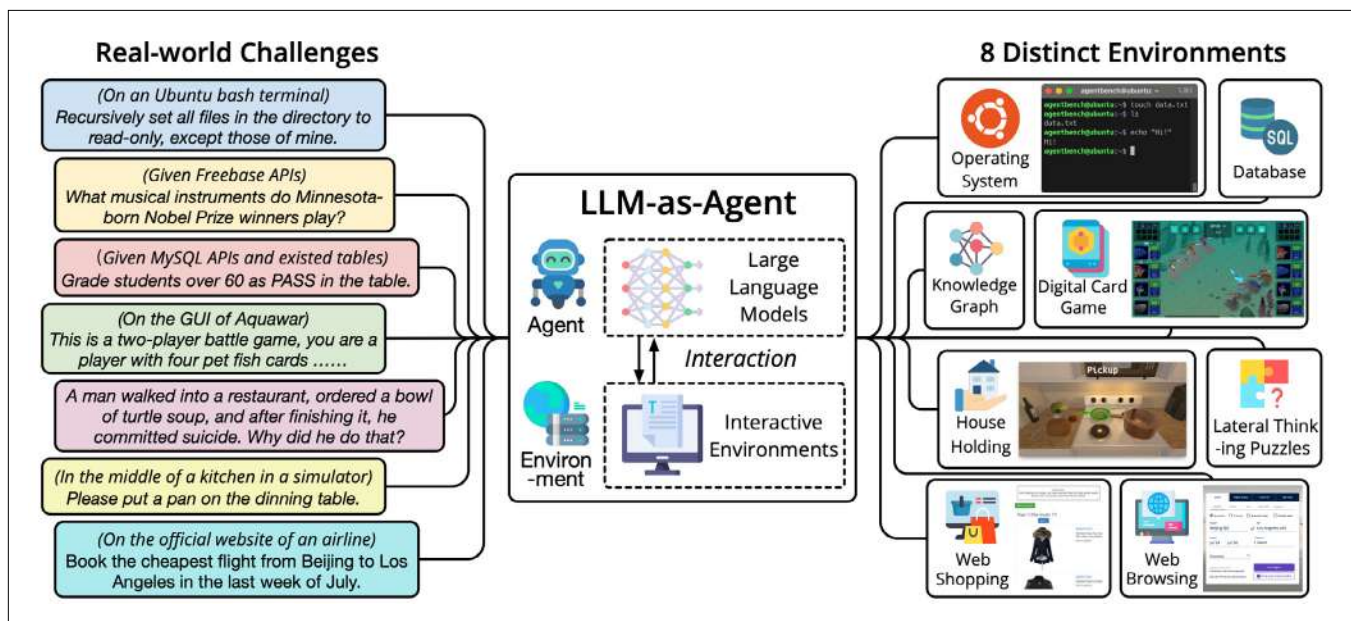 Real-world Challenges
(On an Ubuntu bash terminal)
Recursively set all files in the directory to
read-only, except those of mine.
(Given Freebase APIs)
What musical instruments do Minnesota-
born Nobel Prize winners play?
(Given MySQL APIs and existed tables)
Grade students over 60 as PASS in the table.
(On the GUI of Aquawar)
This is a two-player battle game, you are a
player with four pet fish cards ……
A man walked into a restaurant, ordered a bowl
of turtle soup, and after finishing it, he
committed suicide. Why did he do that?
(In the middle of a kitchen in a simulator)
Please put a pan on the dinning table.
(On the official website of an airline)
Book the cheapest flight from Beijing to Los
Angeles in the last week of July.
LLM-as-Agent
Agent
Large
Language
Models
Interaction
T
Environ
-ment
Interactive
Environments
8 Distinct Environments
Operating
System
agentbench@ubuntu: ~
agentbench@ubuntu:~$ touch data.txt
agentbench@ubuntu:~$ ls
data.txt
agentbench@ubuntu:~$ echo "Hi!"
Hi!
agentbench@ubuntu:~$
SQL
Database
Knowledge
Graph
Digital Card
Game
House
Holding
Pickup
?
Lateral Think
-ing Puzzles
Web
Shopping
Web
Browsing